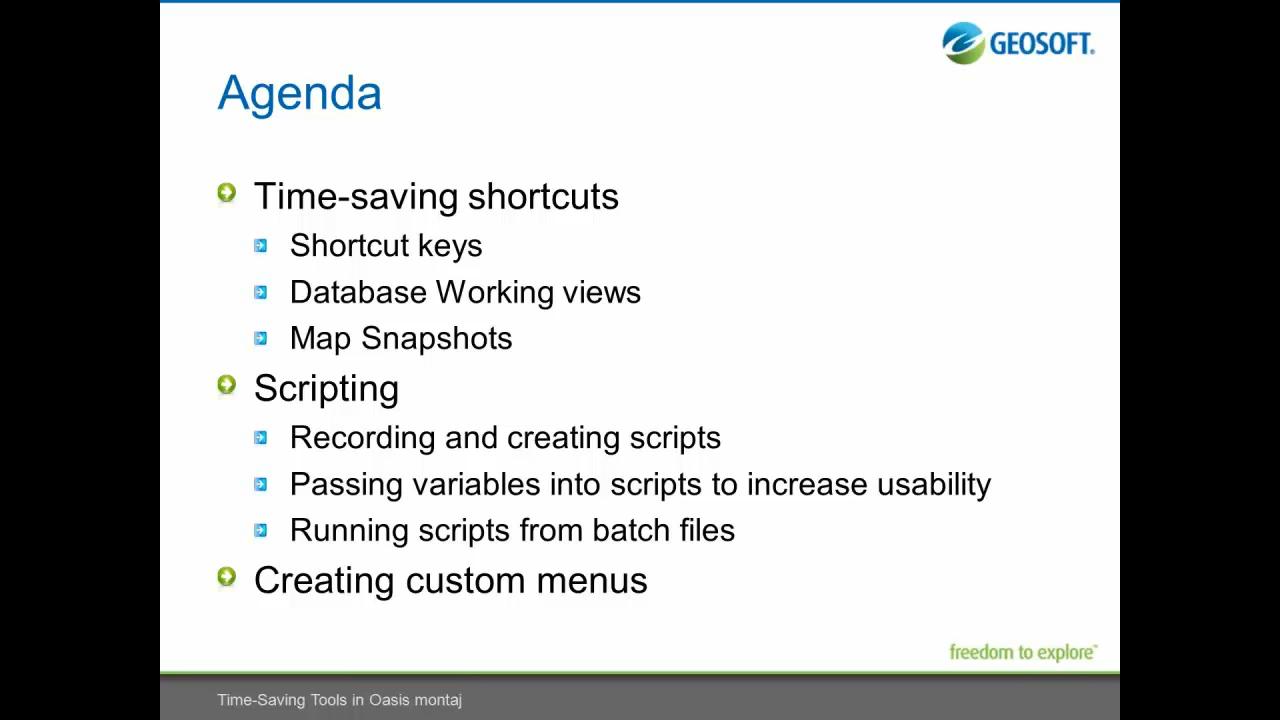 GEOSOFT®
Agenda
Time-saving shortcuts
Shortcut keys
Database Working views
Map Snapshots
Scripting
Recording and creating scripts
Passing variables into scripts to increase usability
Running scripts from batch files
Creating custom menus
freedom to explore™
Time-Saving Tools in Oasis montaj